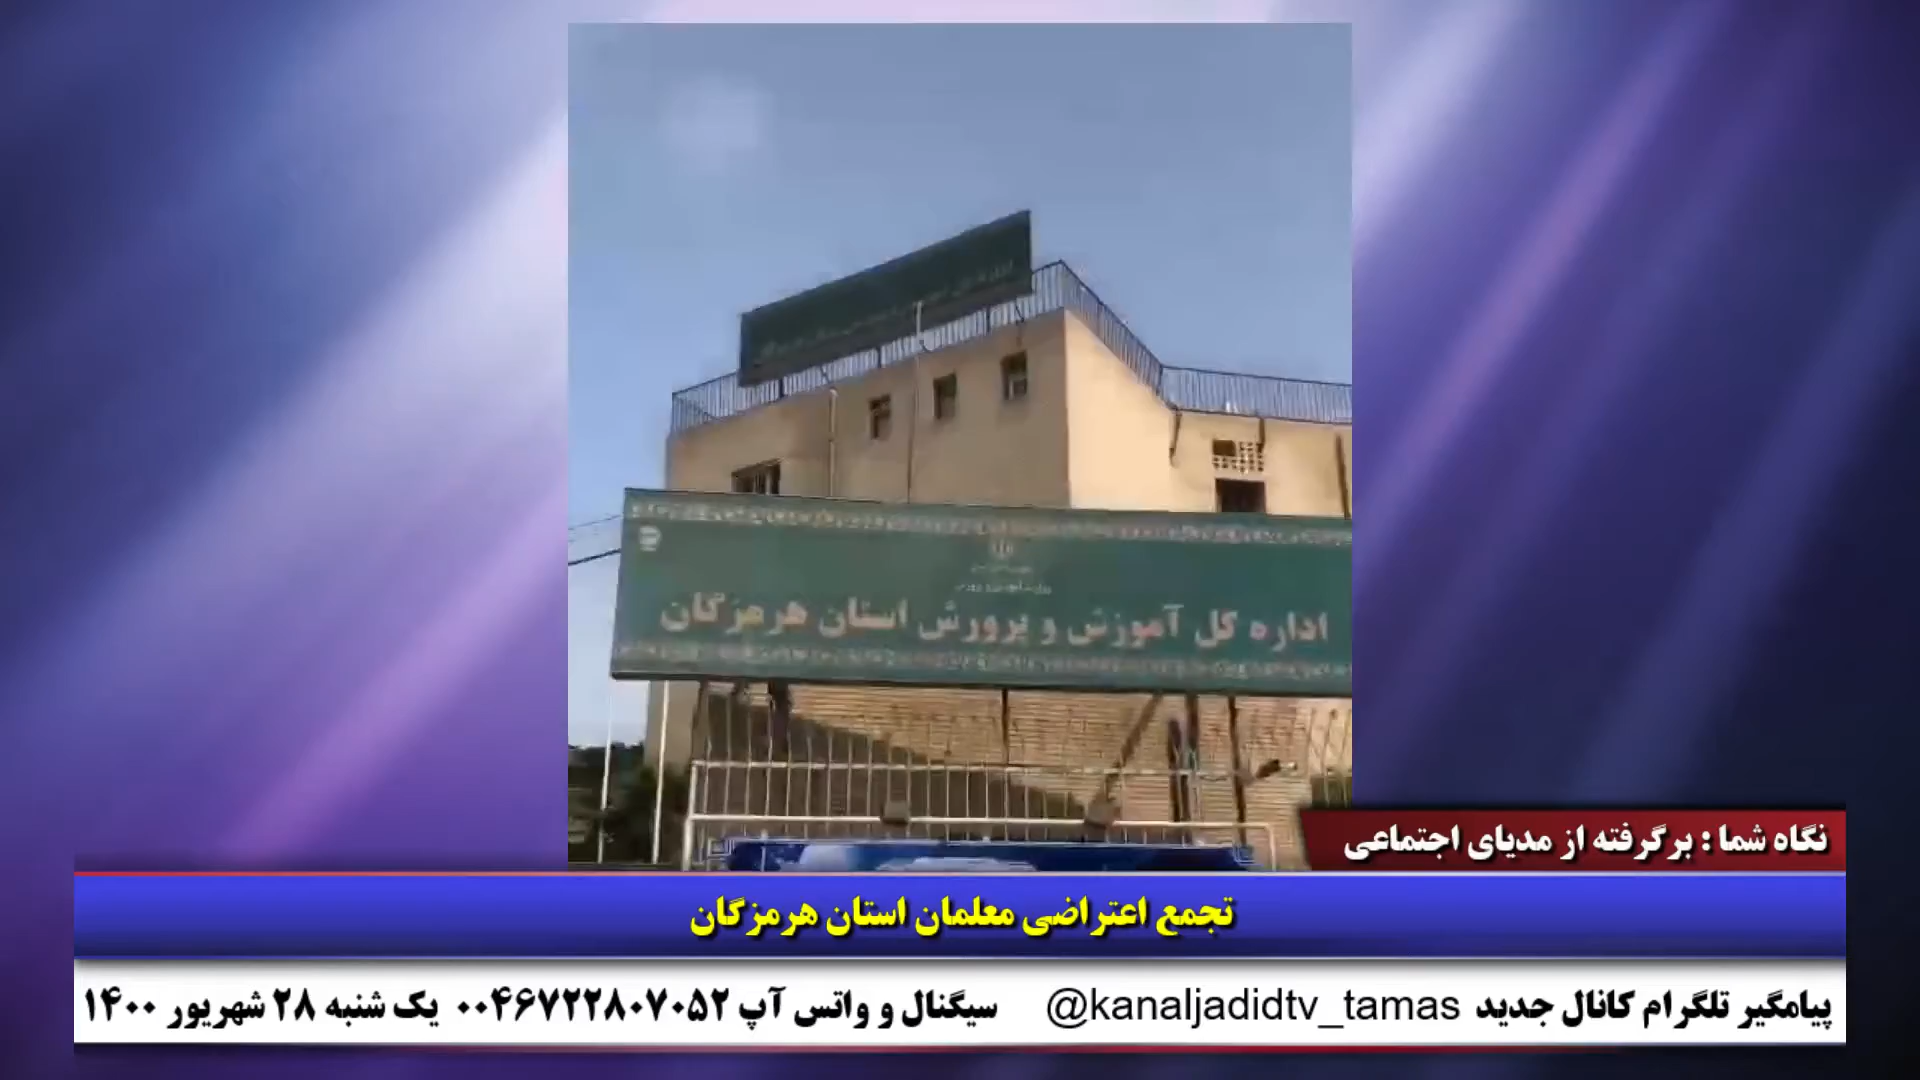 اداره کل آموزش و پرورش استان هرمزگان
نگاه شما : برگرفته از مدیای اجتماعی
تجمع اعتراضی معلمان استان هرمزگان
پیامگیر تلگرام کانال جدید @kanaljadidtv_tamas سیگنال و واتس آپ ۰۰۴۶۷۲۲۸۰۷۰۵۲ یک شنبه ۲۸ شهریور ۱۴۰۰